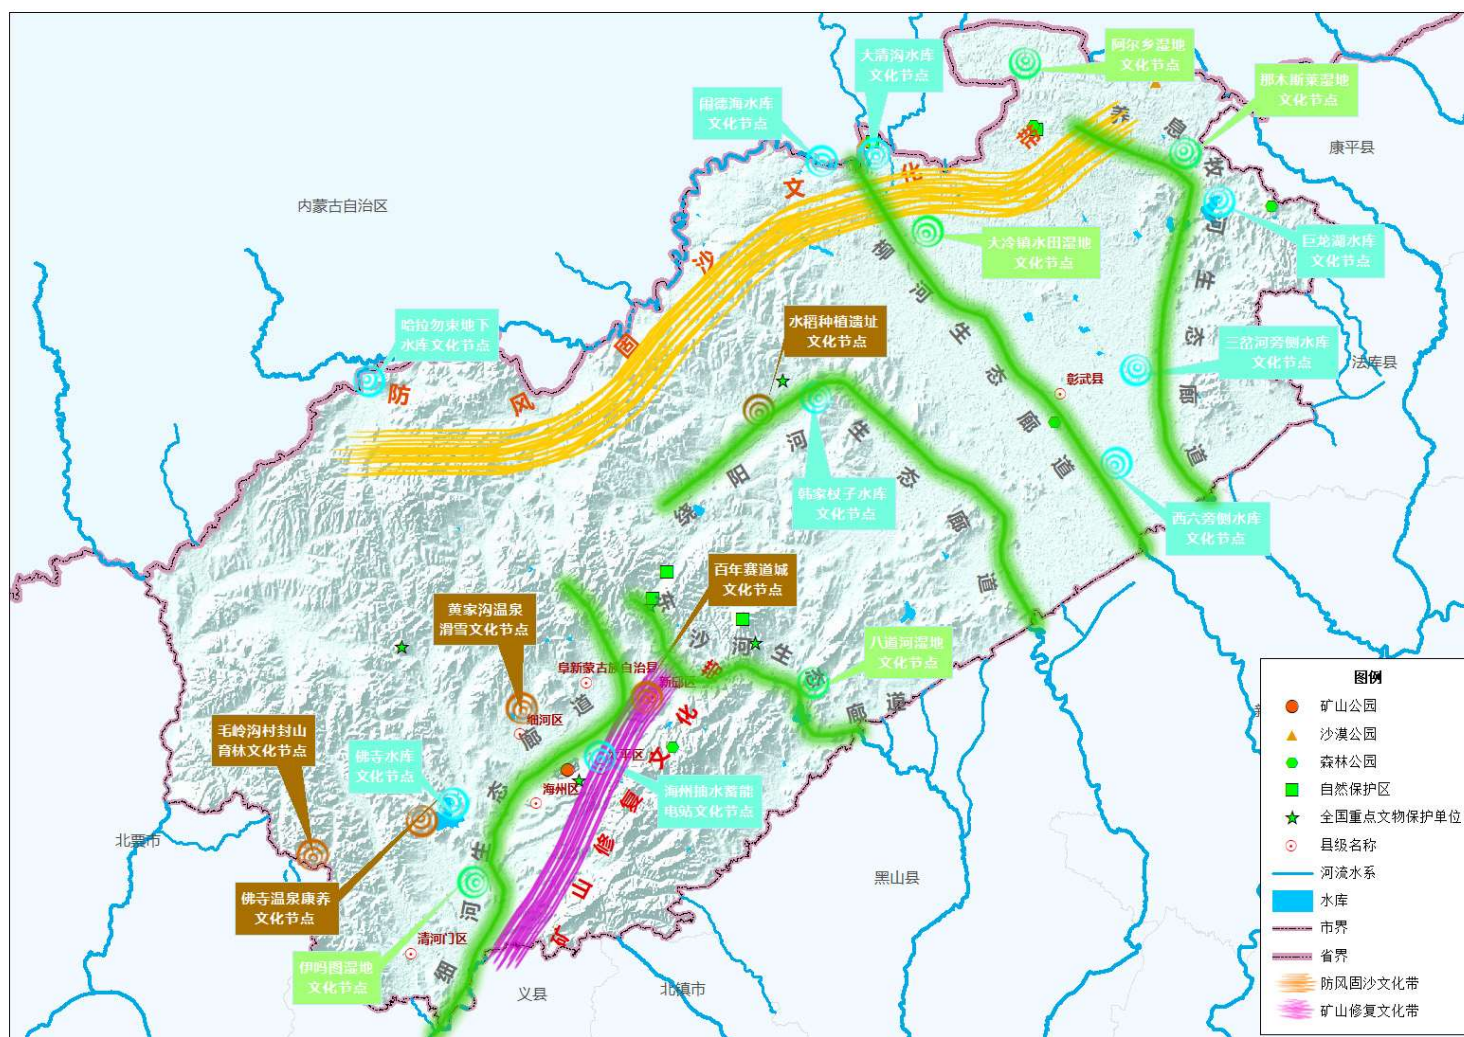 阿尔乡湿地
文化节点
大清沟水库
文化节点
那木斯莱湿地
文化节点
闹德海水库
文化节点
养息牧河生态廊道
康平县
防风固沙文化带
内蒙古自治区
大冷镇水田湿地
文化节点
巨龙湖水库
文化节点
柳河生态廊道
哈拉勿束地下
水库文化节点
水稻种植遗址
文化节点
三岔河旁侧水库
文化节点
法库县
彰武县
绕阳河生态廊道
韩家杖子水库
文化节点
西六旁侧水库
文化节点
百年赛道城
文化节点
黄家沟温泉
滑雪文化节点
东沙河生态廊道
八道河湿地
文化节点
阜新蒙古族自治县
新邱区
细河区
毛岭沟村封山
育林文化节点
佛寺水库
文化节点
平区
海州区
海州抽水蓄能
电站文化节点
矿山修复文化带
北票市
佛寺温泉康养
文化节点
黑山县
细河生态廊道
清河门区
伊吗图湿地
文化节点
义县
北镇市
图例
矿山公园
沙漠公园
森林公园
自然保护区
全国重点文物保护单位
县级名称
河流水系
水库
市界
省界
防风固沙文化带
矿山修复文化带